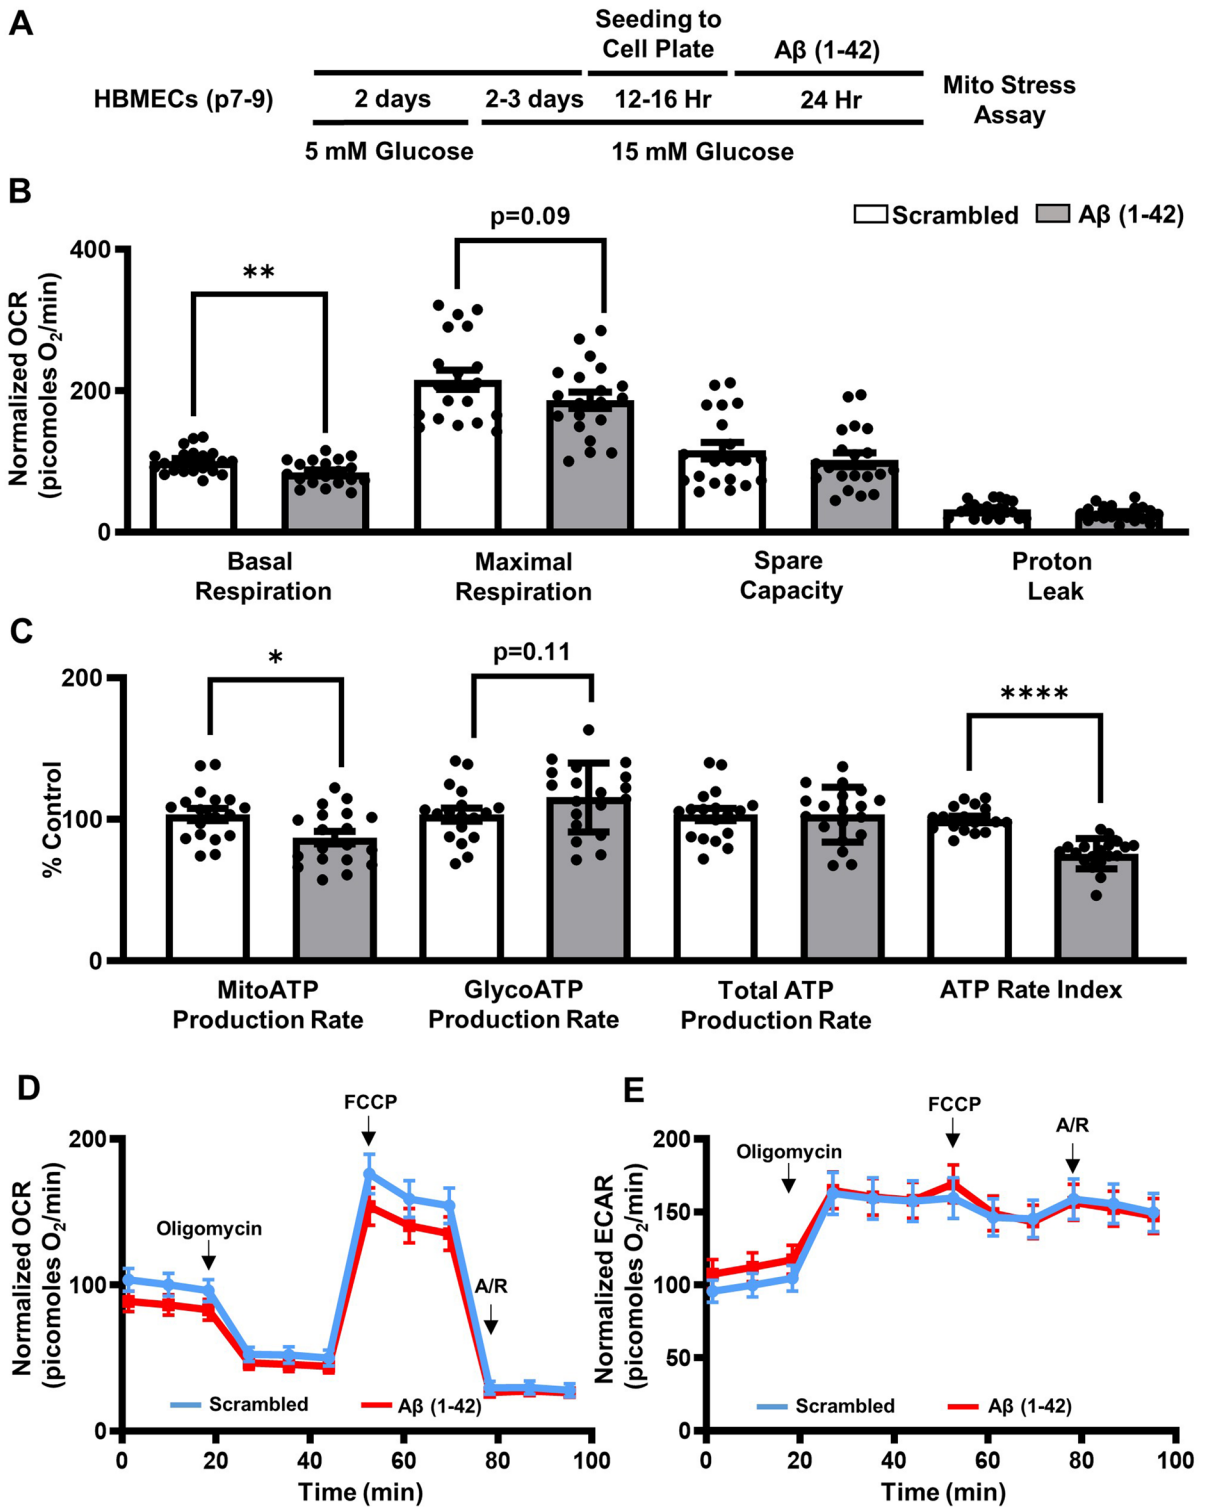 A
Seeding to
Cell Plate
Aβ (1-42)
HBMECs (p7-9)
2 days
2-3 days
12-16 Hr
24 Hr
Mito Stress
Assay
5 mM Glucose
15 mM Glucose
B
Scrambled
Aβ (1-42)
Normalized OCR
(picomoles O₂/min)
400
200
0
**
p=0.09
Basal
Respiration
Maximal
Respiration
Spare
Capacity
Proton
Leak
C
% Control
200
100
0
*
p=0.11
****
MitoATP
Production Rate
GlycoATP
Production Rate
Total ATP
Production Rate
ATP Rate Index
D
Normalized OCR
(picomoles O₂/min)
200
100
50
0
FCCP
Oligomycin
A/R
Scrambled
Aβ (1-42)
0
20
40
60
80
100
Time (min)
E
Normalized ECAR
(picomoles O₂/min)
200
150
100
50
0
FCCP
A/R
Oligomycin
Scrambled
Aβ (1-42)
0
20
40
60
80
100
Time (min)